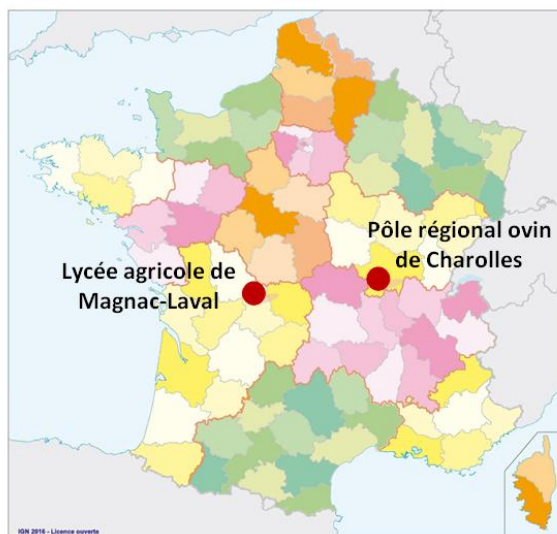 Pôle régional ovin
de Charolles
Lycée agricole de
Magnac-Laval
IGN 2016 - Licence ouverte